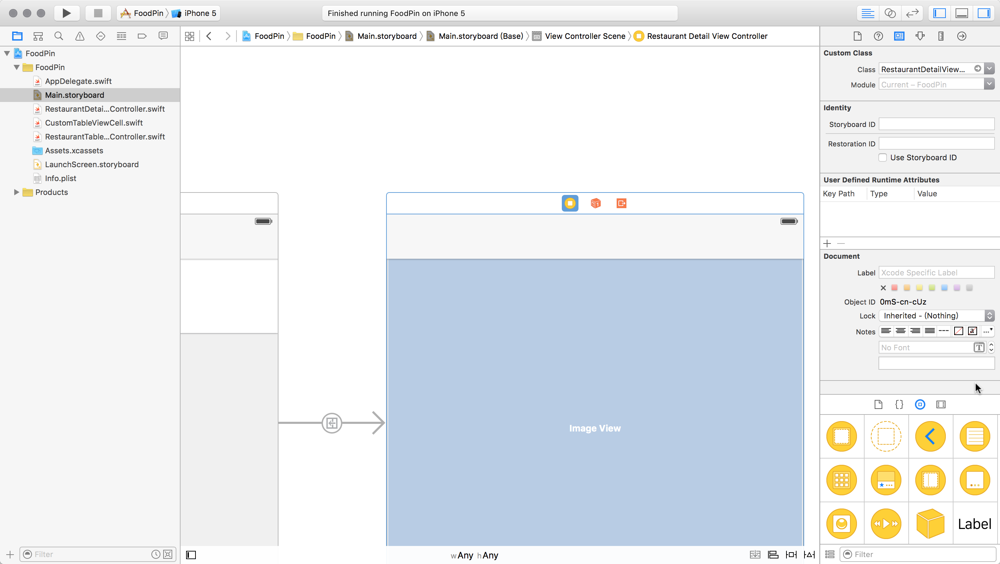 FoodPin iPhone 5
Finished running FoodPin on iPhone 5
FoodPin FoodPin Main.storyboard Main.storyboard (Base) View Controller Scene Restaurant Detail View Controller
FoodPin
FoodPin
AppDelegate.swift
Main.storyboard
RestaurantDetai...Controller.swift
CustomTableViewCell.swift
RestaurantTable...Controller.swift
Assets.xcassets
LaunchScreen.storyboard
Info.plist
Products
Filter
Image View
wAny hAny
Custom Class
Class RestaurantDetailView...
Module Current – FoodPin
Identity
Storyboard ID
Restoration ID
Use Storyboard ID
User Defined Runtime Attributes
Key Path Type Value
Document
Label Xcode Specific Label
Object ID 0mS-cn-cUz
Lock Inherited - (Nothing)
Notes
No Font
Label
Filter